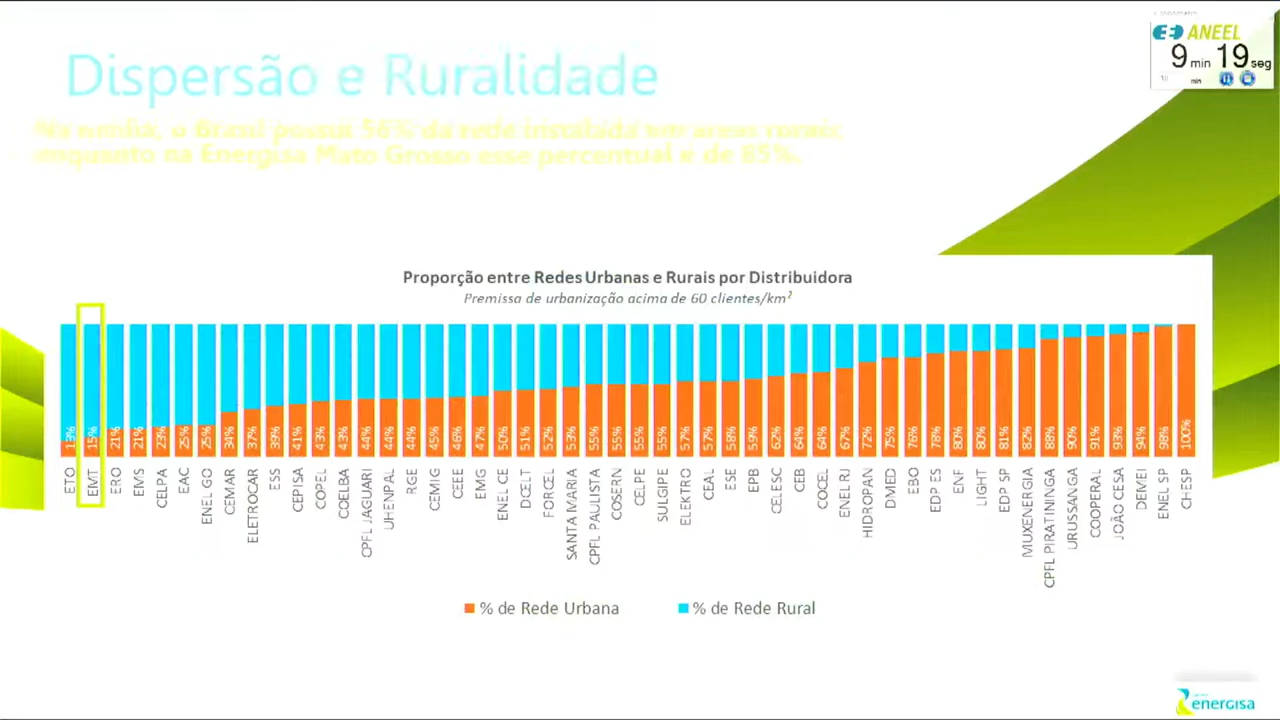 Cronômetro
ANEEL
9 min 19 seg
10 min
Dispersão e Ruralidade
Na média, o Brasil possui 56% da rede instalada em áreas rurais,
enquanto na Energisa Mato Grosso esse percentual é de 85%.
Proporção entre Redes Urbanas e Rurais por Distribuidora
Premissa de urbanização acima de 60 clientes/km²
13% 15% 21% 21% 23% 25% 25% 34% 37% 39% 41% 43% 43% 44% 44% 44% 45% 46% 47% 50% 51% 52% 53% 55% 55% 55% 55% 57% 57% 58% 59% 62% 64% 64% 67% 72% 75% 76% 78% 80% 80% 81% 82% 88% 90% 91% 93% 94% 98% 100%
ETO EMT ERO EMS CELPA EAC ENEL GO CEMAR ELETROCAR ESS CEPISA COPEL COELBA CPFL JAGUARI UHENPAL RGE CEMIG CEEE EMG ENEL CE DCELT FORCEL SANTA MARIA CPFL PAULISTA COSERN CELPE SULGIPE ELEKTRO CEAL ESE EPB CELESC CEB COCEL ENEL RJ HIDROPAN DMED EBO EDP ES ENF LIGHT EDP SP MUXENERGIA CPFL PIRATININGA URUSSANGA COOPERAL JOÃO CESA DEMEI ENEL SP CHESP
% de Rede Urbana
% de Rede Rural
energisa